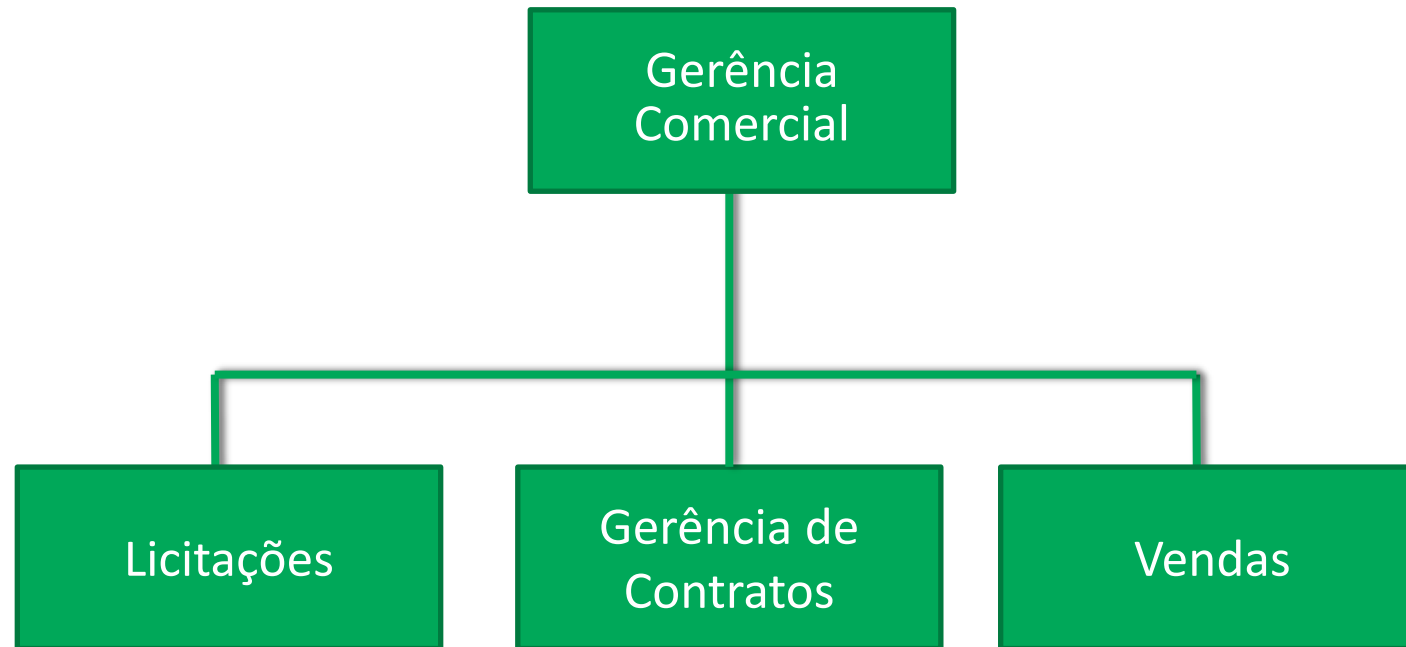 Gerência
Comercial
Licitações
Gerência de
Contratos
Vendas